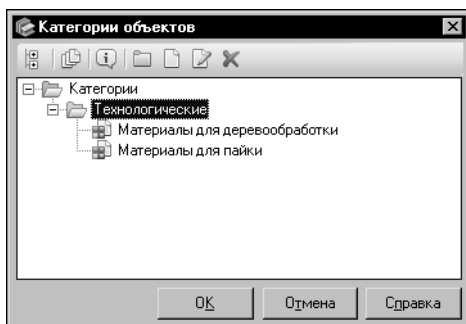 Категории объектов
Категории
Технологические
Материалы для деревообработки
Материалы для пайки
ОК Отмена Справка